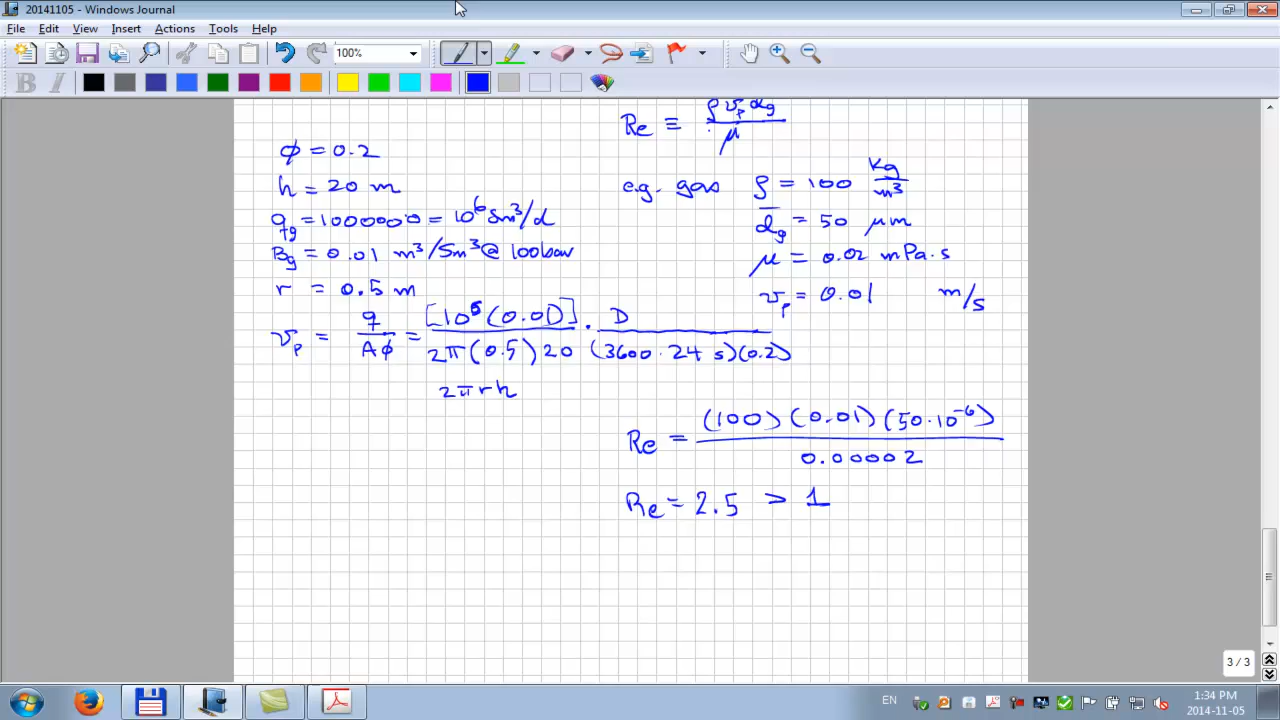 20141105 - Windows Journal
File Edit View Insert Actions Tools Help
100%
B I
Re ≡ ρ v_p d_g / μ
φ = 0.2
h = 20 m
q_fg = 1000000 = 10^6 Sm³/d
B_g = 0.01 m³/Sm³ @ 100bar
r = 0.5 m
v_p = q / Aφ = [10^6 (0.01)] / 2π(0.5)20 · D / (3600 · 24 s)(0.2)
2πrh
e.g. gas ρ = 100 kg/m³
d_g = 50 μm
μ = 0.02 mPa·s
v_p = 0.01 m/s
Re = (100) (0.01) (50·10^-6) / 0.00002
Re = 2.5 > 1
3 / 3
EN
1:34 PM
2014-11-05